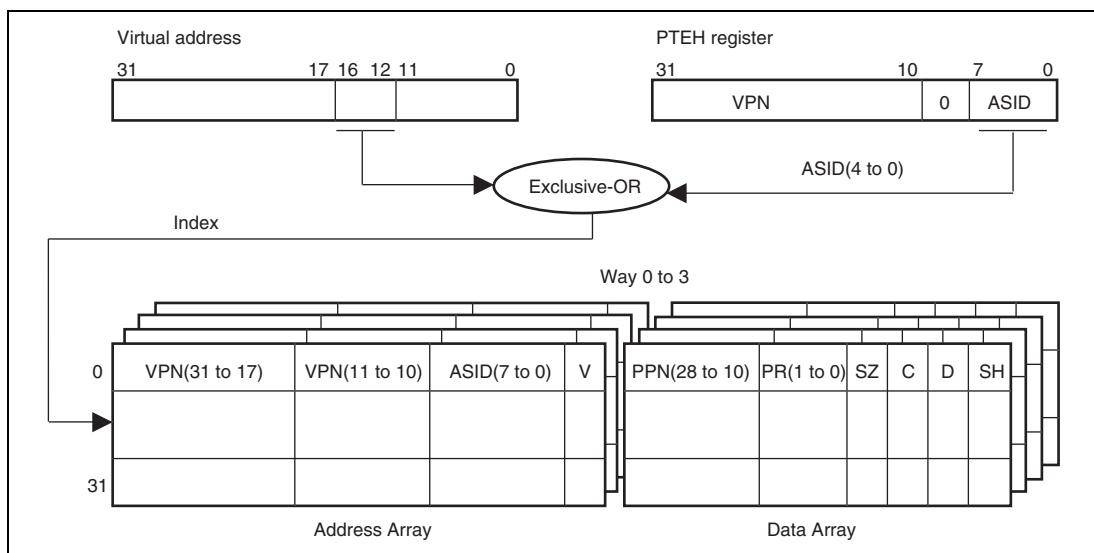 Virtual address
PTEH register
31 17 16 12 11 0
31 10 7 0
VPN 0 ASID
ASID(4 to 0)
Exclusive-OR
Index
Way 0 to 3
0 VPN(31 to 17) VPN(11 to 10) ASID(7 to 0) V PPN(28 to 10) PR(1 to 0) SZ C D SH
31
Address Array
Data Array